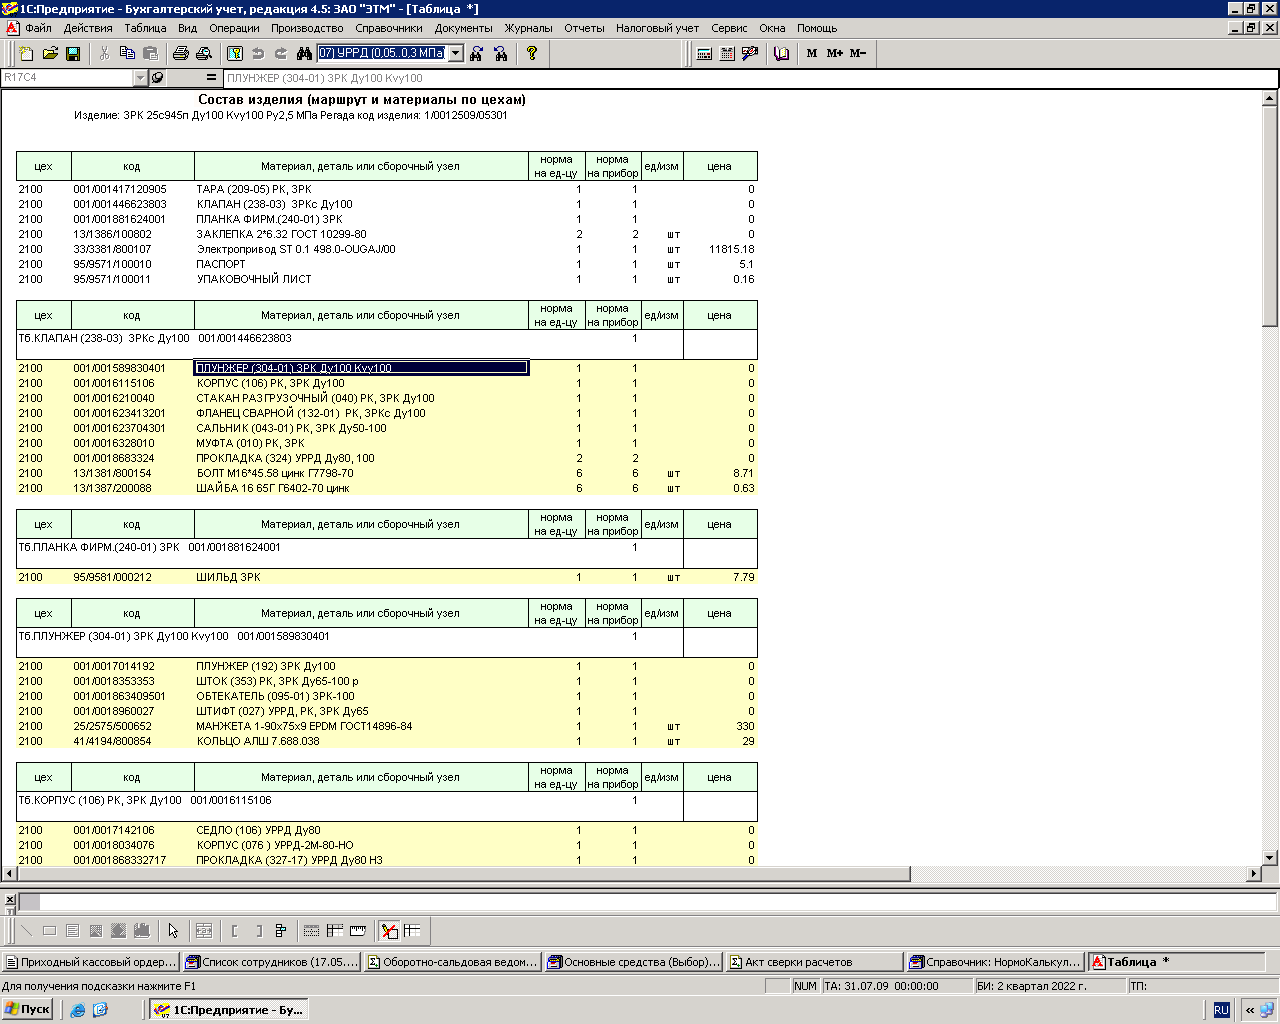 1С:Предприятие - Бухгалтерский учет, редакция 4.5: ЗАО "ЭТМ" - [Таблица *]
Файл Действия Таблица Вид Операции Производство Справочники Документы Журналы Отчеты Налоговый учет Сервис Окна Помощь
07) УРРД (0,05..0,3 МПа) M M+ M−
R17C4 = ПЛУНЖЕР (304-01) ЗРК Ду100 Kvy100
Состав изделия (маршрут и материалы по цехам)
Изделие: ЗРК 25с945п Ду100 Kvy100 Ру2,5 МПа Регада код изделия: 1/0012509/05301
цех код Материал, деталь или сборочный узел норма на ед-цу норма на прибор ед/изм цена
2100 001/001417120905 ТАРА (209-05) РК, ЗРК 1 1 0
2100 001/001446623803 КЛАПАН (238-03) ЗРКс Ду100 1 1 0
2100 001/001881624001 ПЛАНКА ФИРМ.(240-01) ЗРК 1 1 0
2100 13/1386/100802 ЗАКЛЕПКА 2*6.32 ГОСТ 10299-80 2 2 шт 0
2100 33/3381/800107 Электропривод ST 0.1 498.0-OUGAJ/00 1 1 шт 11815.18
2100 95/9571/100010 ПАСПОРТ 1 1 шт 5.1
2100 95/9571/100011 УПАКОВОЧНЫЙ ЛИСТ 1 1 шт 0.16
цех код Материал, деталь или сборочный узел норма на ед-цу норма на прибор ед/изм цена
Тб.КЛАПАН (238-03) ЗРКс Ду100 001/001446623803 1
2100 001/001589830401 ПЛУНЖЕР (304-01) ЗРК Ду100 Kvy100 1 1 0
2100 001/0016115106 КОРПУС (106) РК, ЗРК Ду100 1 1 0
2100 001/0016210040 СТАКАН РАЗГРУЗОЧНЫЙ (040) РК, ЗРК Ду100 1 1 0
2100 001/001623413201 ФЛАНЕЦ СВАРНОЙ (132-01) РК, ЗРКс Ду100 1 1 0
2100 001/001623704301 САЛЬНИК (043-01) РК, ЗРК Ду50-100 1 1 0
2100 001/0016328010 МУФТА (010) РК, ЗРК 1 1 0
2100 001/0018683324 ПРОКЛАДКА (324) УРРД Ду80, 100 2 2 0
2100 13/1381/800154 БОЛТ М16*45.58 цинк Г7798-70 6 6 шт 8.71
2100 13/1387/200088 ШАЙБА 16 65Г Г6402-70 цинк 6 6 шт 0.63
цех код Материал, деталь или сборочный узел норма на ед-цу норма на прибор ед/изм цена
Тб.ПЛАНКА ФИРМ.(240-01) ЗРК 001/001881624001 1
2100 95/9581/000212 ШИЛЬД ЗРК 1 1 шт 7.79
цех код Материал, деталь или сборочный узел норма на ед-цу норма на прибор ед/изм цена
Тб.ПЛУНЖЕР (304-01) ЗРК Ду100 Kvy100 001/001589830401 1
2100 001/0017014192 ПЛУНЖЕР (192) ЗРК Ду100 1 1 0
2100 001/0018353353 ШТОК (353) РК, ЗРК Ду65-100 р 1 1 0
2100 001/001863409501 ОБТЕКАТЕЛЬ (095-01) ЗРК-100 1 1 0
2100 001/0018960027 ШТИФТ (027) УРРД, РК, ЗРК Ду65 1 1 0
2100 25/2575/500652 МАНЖЕТА 1-90х75х9 EPDM ГОСТ14896-84 1 1 шт 330
2100 41/4194/800854 КОЛЬЦО АЛШ 7.688.038 1 1 шт 29
цех код Материал, деталь или сборочный узел норма на ед-цу норма на прибор ед/изм цена
Тб.КОРПУС (106) РК, ЗРК Ду100 001/0016115106 1
2100 001/0017142106 СЕДЛО (106) УРРД Ду80 1 1 0
2100 001/0018034076 КОРПУС (076 ) УРРД-2М-80-НО 1 1 0
2100 001/001868332717 ПРОКЛАДКА (327-17) УРРД Ду80 НЗ 1 1 0
Приходный кассовый ордер... Список сотрудников (17.05.... Оборотно-сальдовая ведом... Основные средства (Выбор)... Акт сверки расчетов Справочник: НормоКалькул... Таблица *
Для получения подсказки нажмите F1 NUM ТА: 31.07.09 00:00:00 БИ: 2 квартал 2022 г. ТП:
Пуск 1С:Предприятие - Бу... RU «